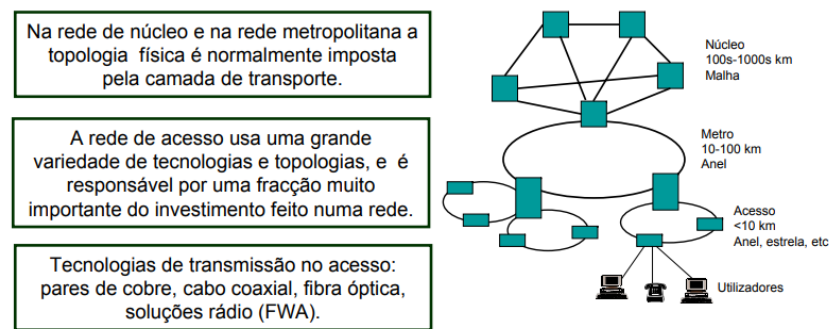 Na rede de núcleo e na rede metropolitana a
topologia física é normalmente imposta
pela camada de transporte.
A rede de acesso usa uma grande
variedade de tecnologias e topologias, e é
responsável por uma fracção muito
importante do investimento feito numa rede.
Tecnologias de transmissão no acesso:
pares de cobre, cabo coaxial, fibra óptica,
soluções rádio (FWA).
Núcleo
100s-1000s km
Malha
Metro
10-100 km
Anel
Acesso
<10 km
Anel, estrela, etc
Utilizadores